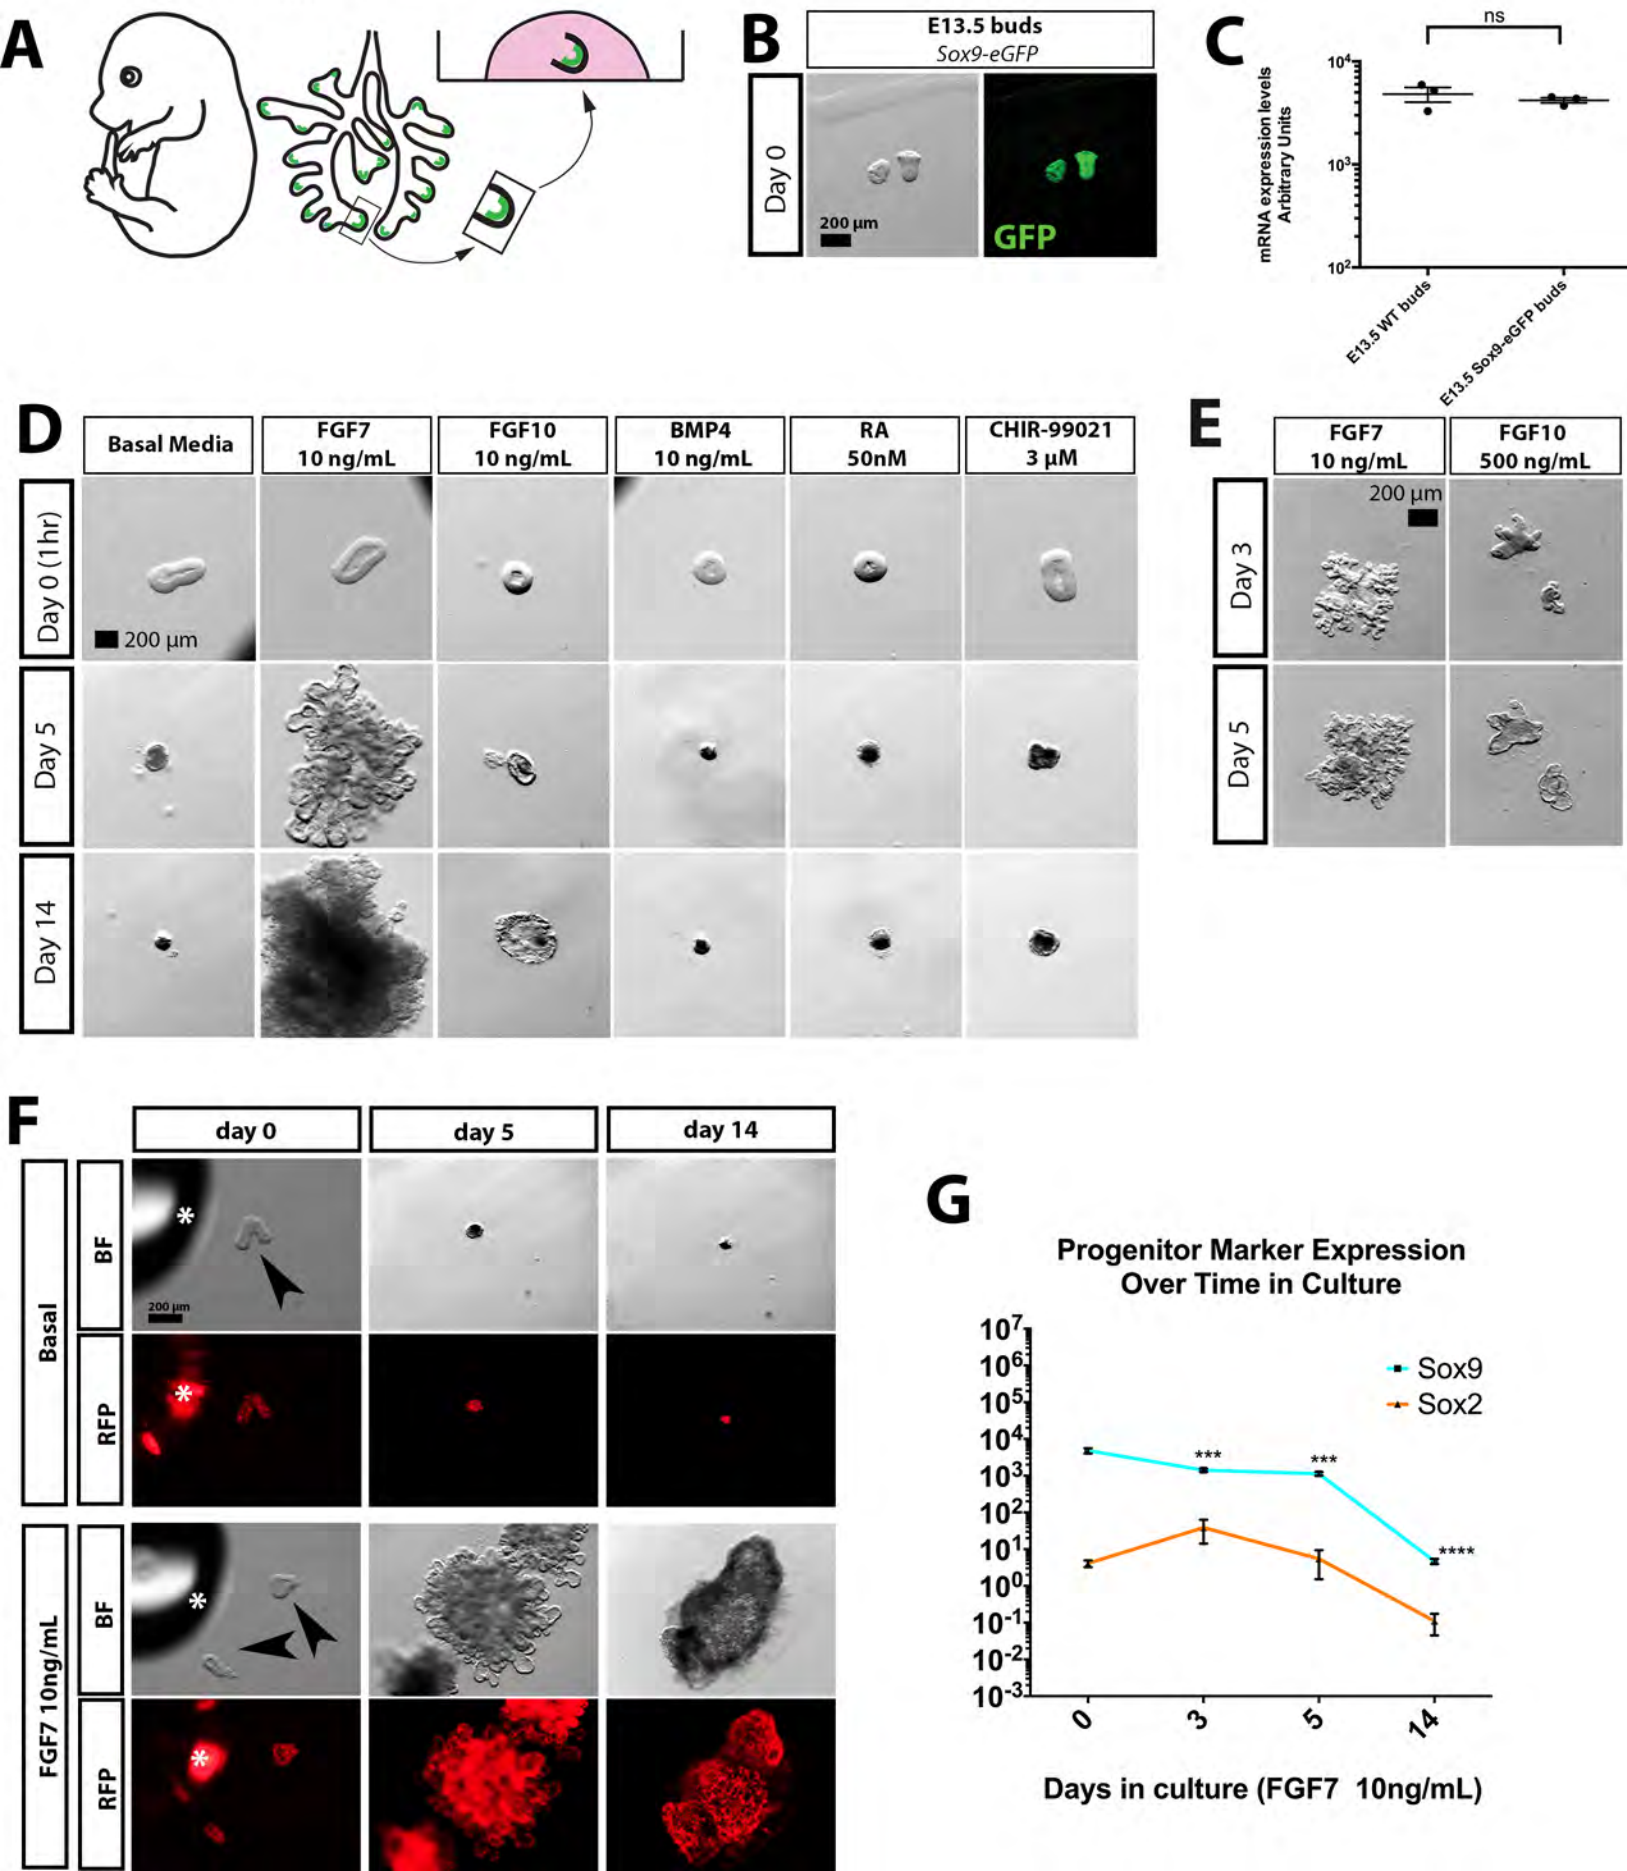 A
B
E13.5 buds
Sox9-eGFP
Day 0
200 µm
GFP
C
ns
mRNA expression levels
Arbitrary Units
10⁴
10³
10²
E13.5 WT buds
E13.5 Sox9-eGFP buds
D
Basal Media
FGF7
10 ng/mL
FGF10
10 ng/mL
BMP4
10 ng/mL
RA
50nM
CHIR-99021
3 µM
Day 0 (1hr)
200 µm
Day 5
Day 14
E
FGF7
10 ng/mL
FGF10
500 ng/mL
Day 3
200 µm
Day 5
F
day 0
day 5
day 14
Basal
BF
*
200 µm
RFP
*
FGF7 10ng/mL
BF
*
RFP
*
G
Progenitor Marker Expression
Over Time in Culture
10⁷
10⁶
10⁵
10⁴
10³
10²
10¹
10⁰
10⁻¹
10⁻²
10⁻³
Sox9
Sox2
***
***
****
0
3
5
14
Days in culture (FGF7 10ng/mL)